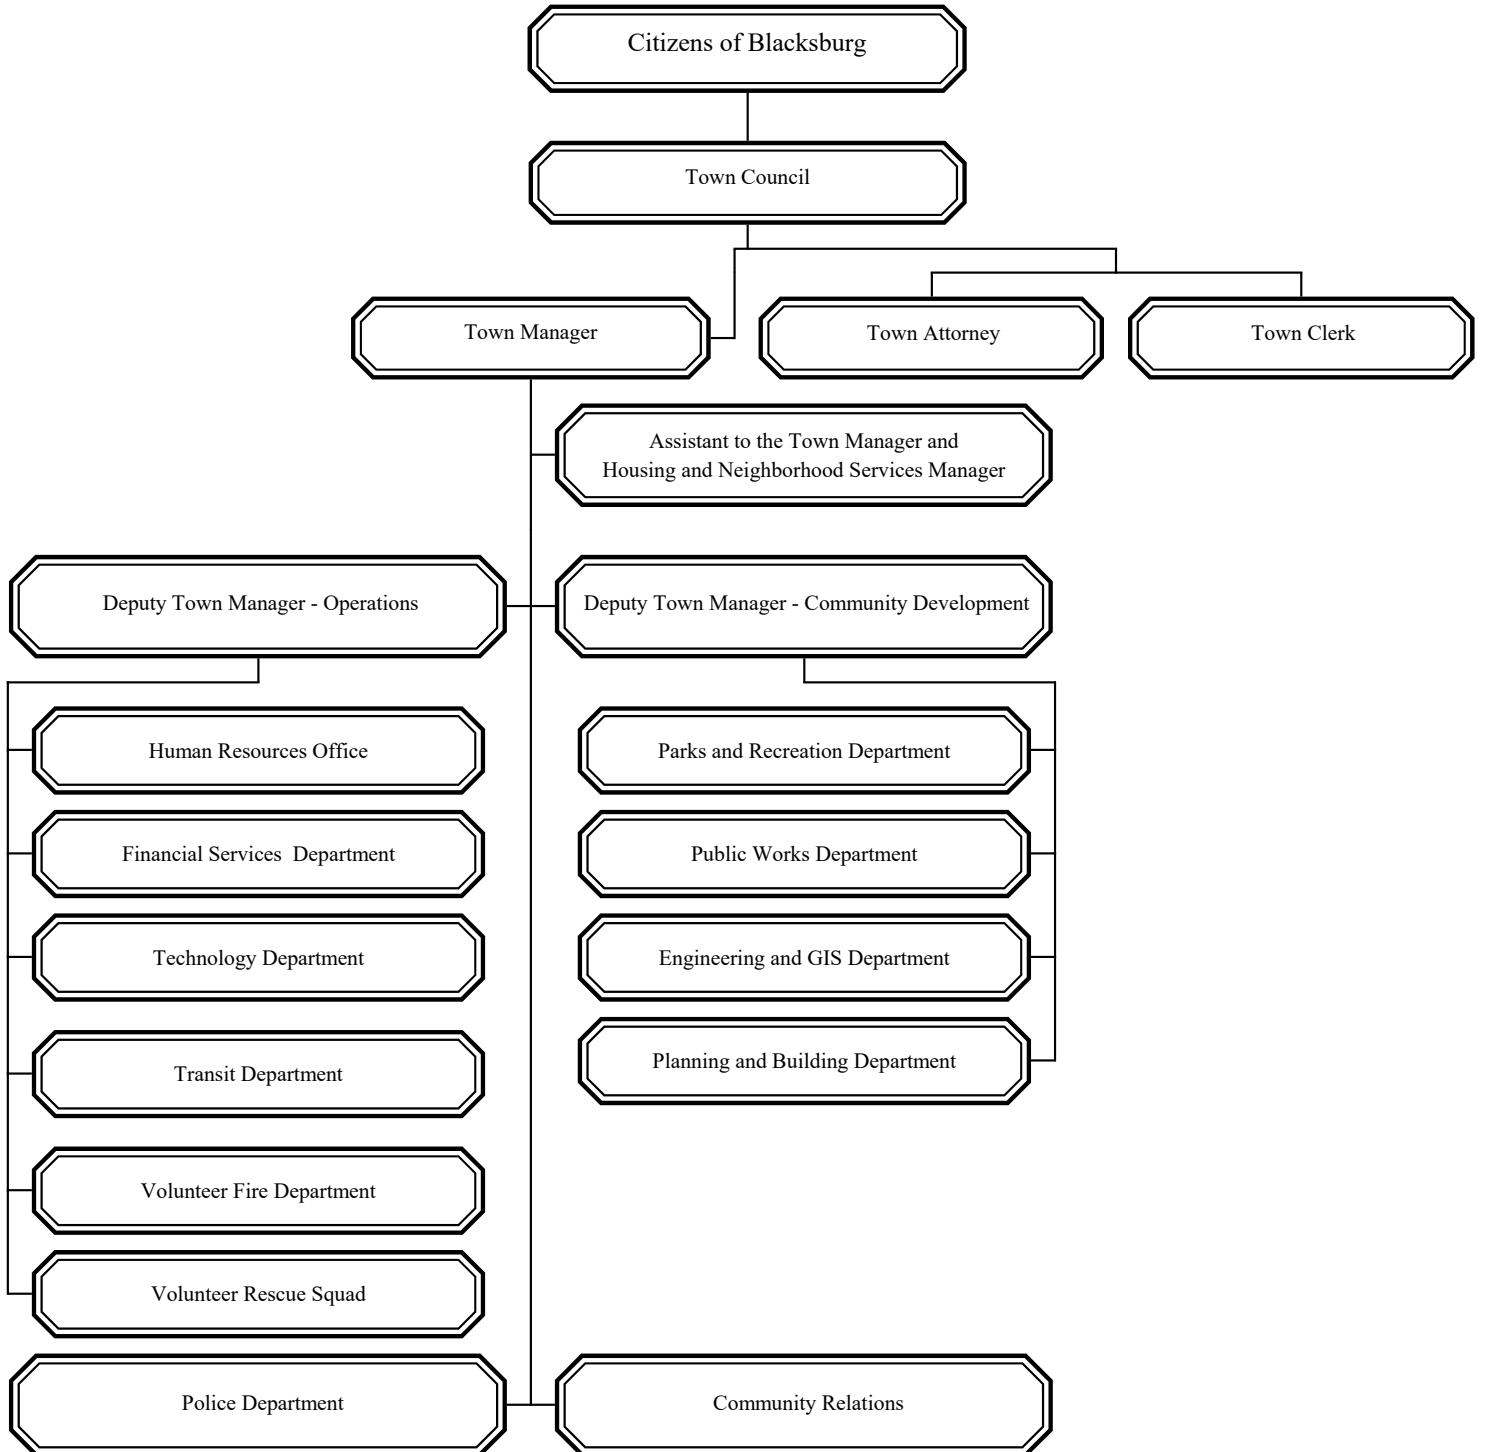 Citizens of Blacksburg
Town Council
Town Manager
Town Attorney
Town Clerk
Assistant to the Town Manager and
Housing and Neighborhood Services Manager
Deputy Town Manager - Operations
Deputy Town Manager - Community Development
Human Resources Office
Parks and Recreation Department
Financial Services  Department
Public Works Department
Technology Department
Engineering and GIS Department
Transit Department
Planning and Building Department
Volunteer Fire Department
Volunteer Rescue Squad
Police Department
Community Relations